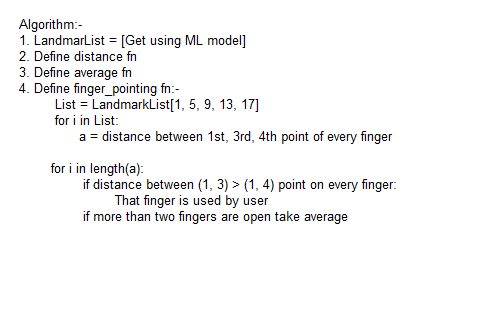 Algorithm:-
1. LandmarList = [Get using ML model]
2. Define distance fn
3. Define average fn
4. Define finger_pointing fn:-
List = LandmarkList[1, 5, 9, 13, 17]
for i in List:
a = distance between 1st, 3rd, 4th point of every finger
for i in length(a):
if distance between (1, 3) > (1, 4) point on every finger:
That finger is used by user
if more than two fingers are open take average